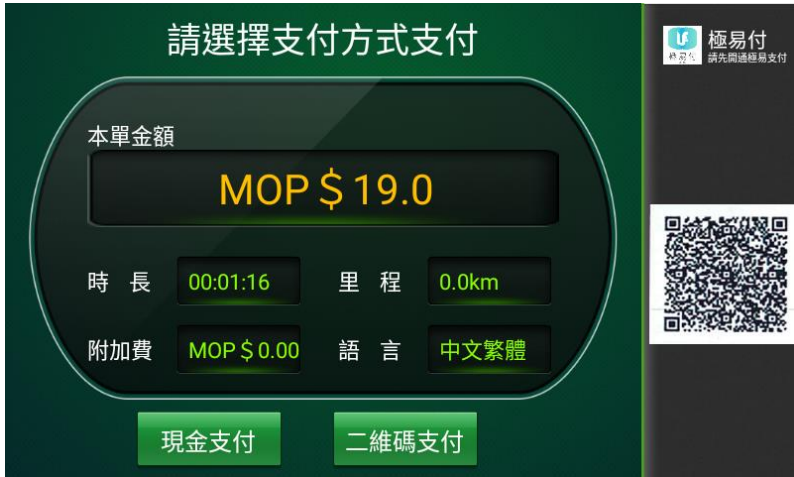 請選擇支付方式支付
本單金額
MOP$19.0
時 長 00:01:16 里 程 0.0km
附加費 MOP$0.00 語 言 中文繁體
現金支付 二維碼支付
極易付
請先開通極易支付
極易付